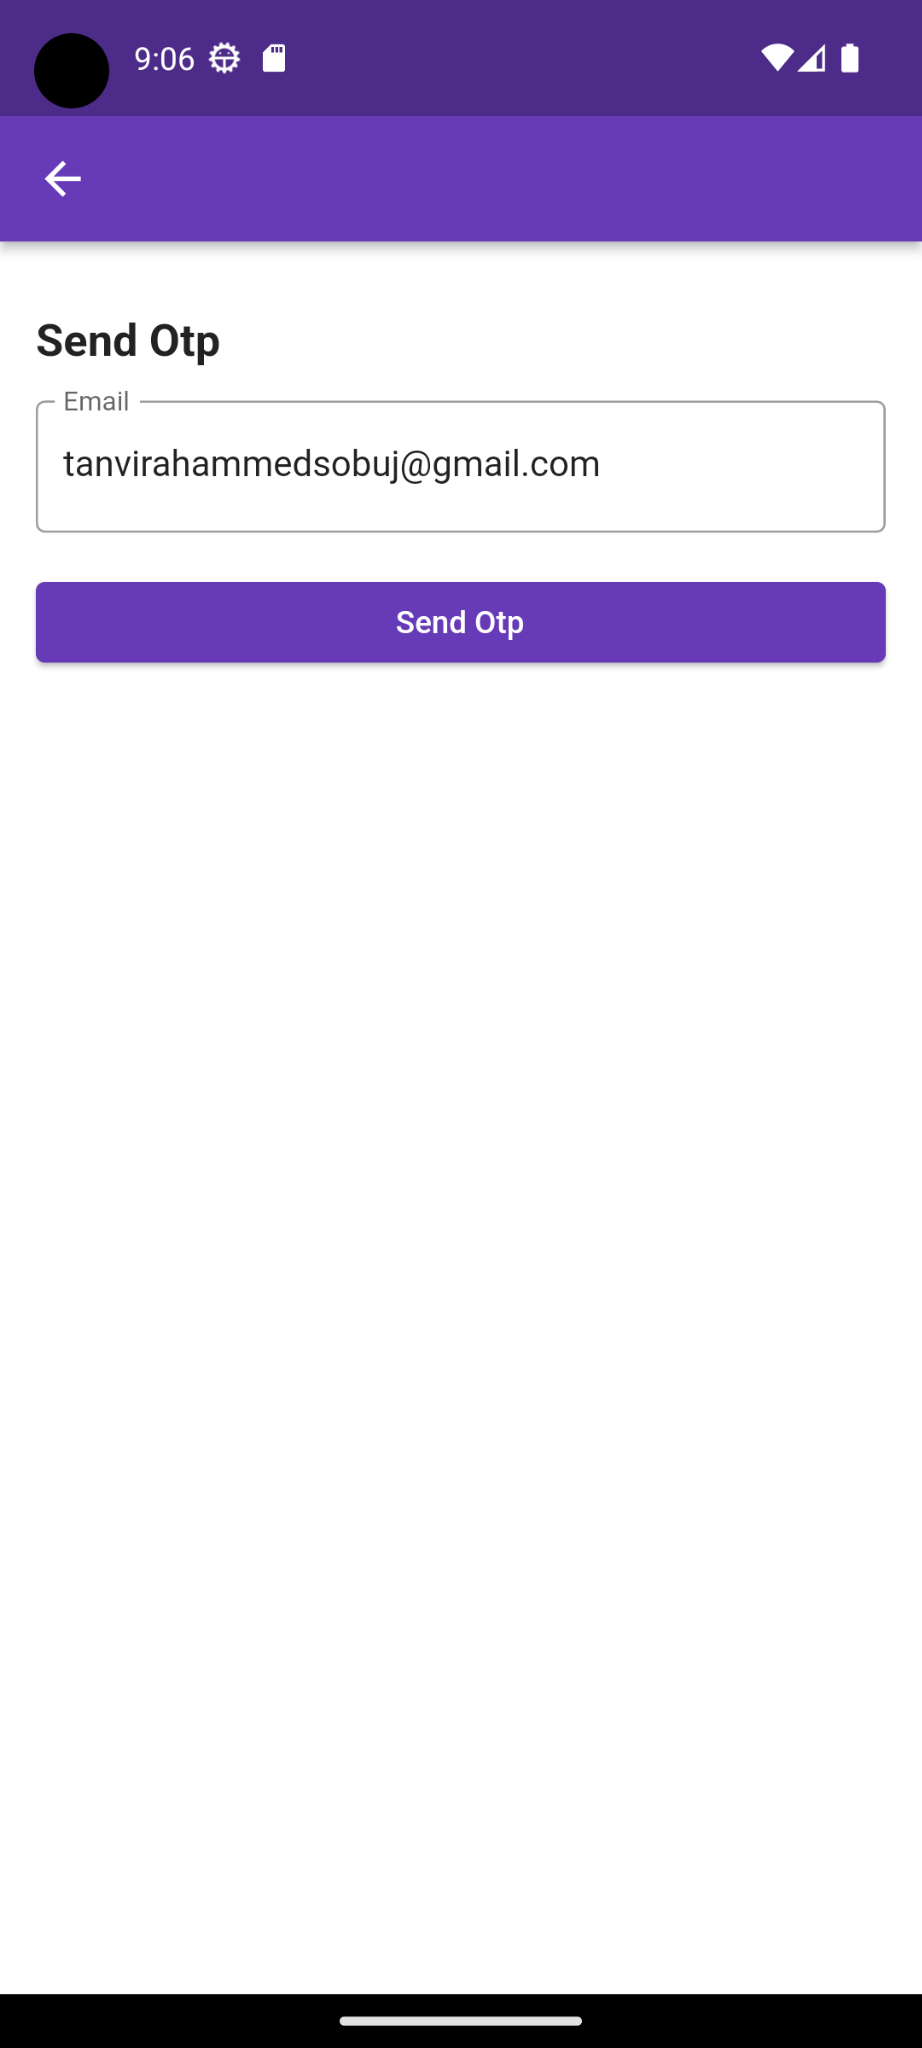 9:06
Send Otp
Email
tanvirahammedsobuj@gmail.com
Send Otp